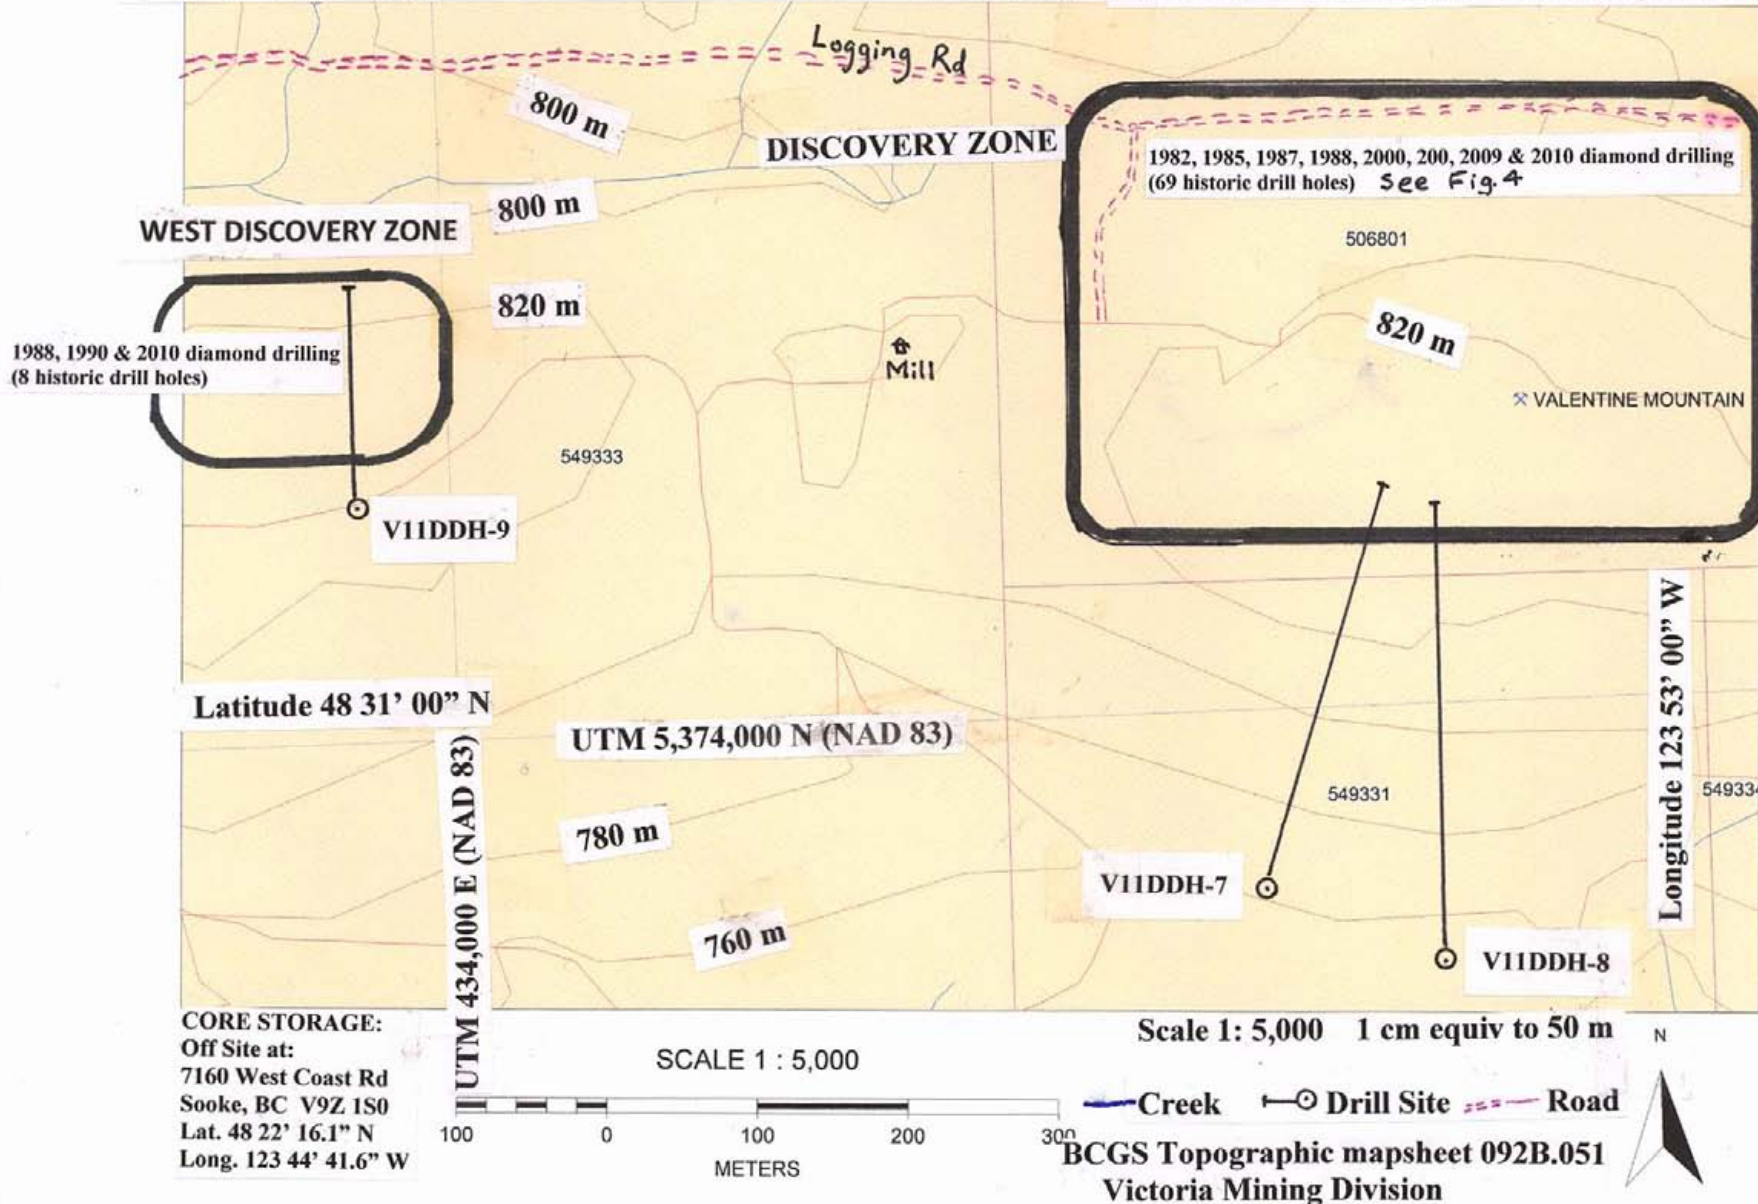 Logging Rd
800 m
DISCOVERY ZONE
1982, 1985, 1987, 1988, 2000, 200, 2009 & 2010 diamond drilling
(69 historic drill holes) See Fig.4
800 m
WEST DISCOVERY ZONE
506801
820 m
820 m
1988, 1990 & 2010 diamond drilling
(8 historic drill holes)
Mill
VALENTINE MOUNTAIN
549333
V11DDH-9
Latitude 48 31’ 00” N
UTM 5,374,000 N (NAD 83)
UTM 434,000 E (NAD 83)
Longitude 123 53’ 00” W
549331
54933
780 m
V11DDH-7
760 m
V11DDH-8
CORE STORAGE:
Off Site at:
7160 West Coast Rd
Sooke, BC V9Z 1S0
Lat. 48 22’ 16.1” N
Long. 123 44’ 41.6” W
SCALE 1 : 5,000
100 0 100 200 300
METERS
Scale 1: 5,000 1 cm equiv to 50 m
N
Creek Drill Site Road
BCGS Topographic mapsheet 092B.051
Victoria Mining Division